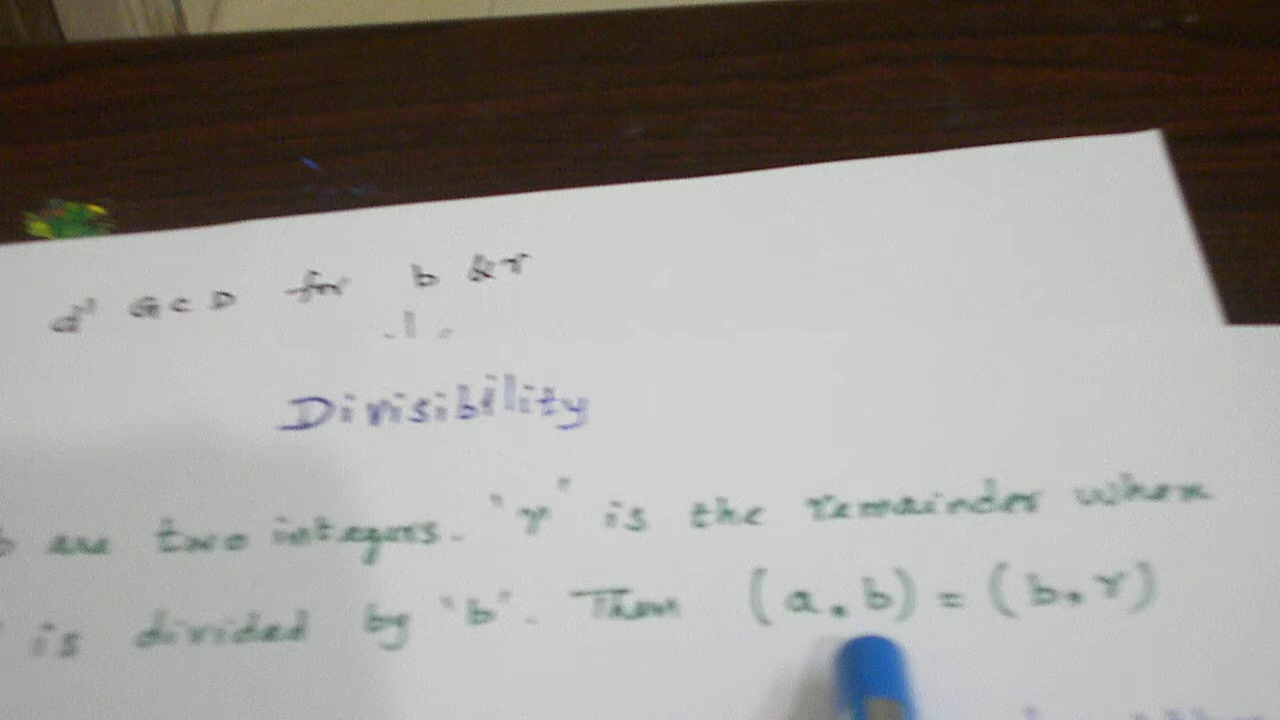 d' GCD for b & r
Divisibility
b are two integers. "r" is the remainder when
is divided by 'b'. Then (a, b) = (b, r)